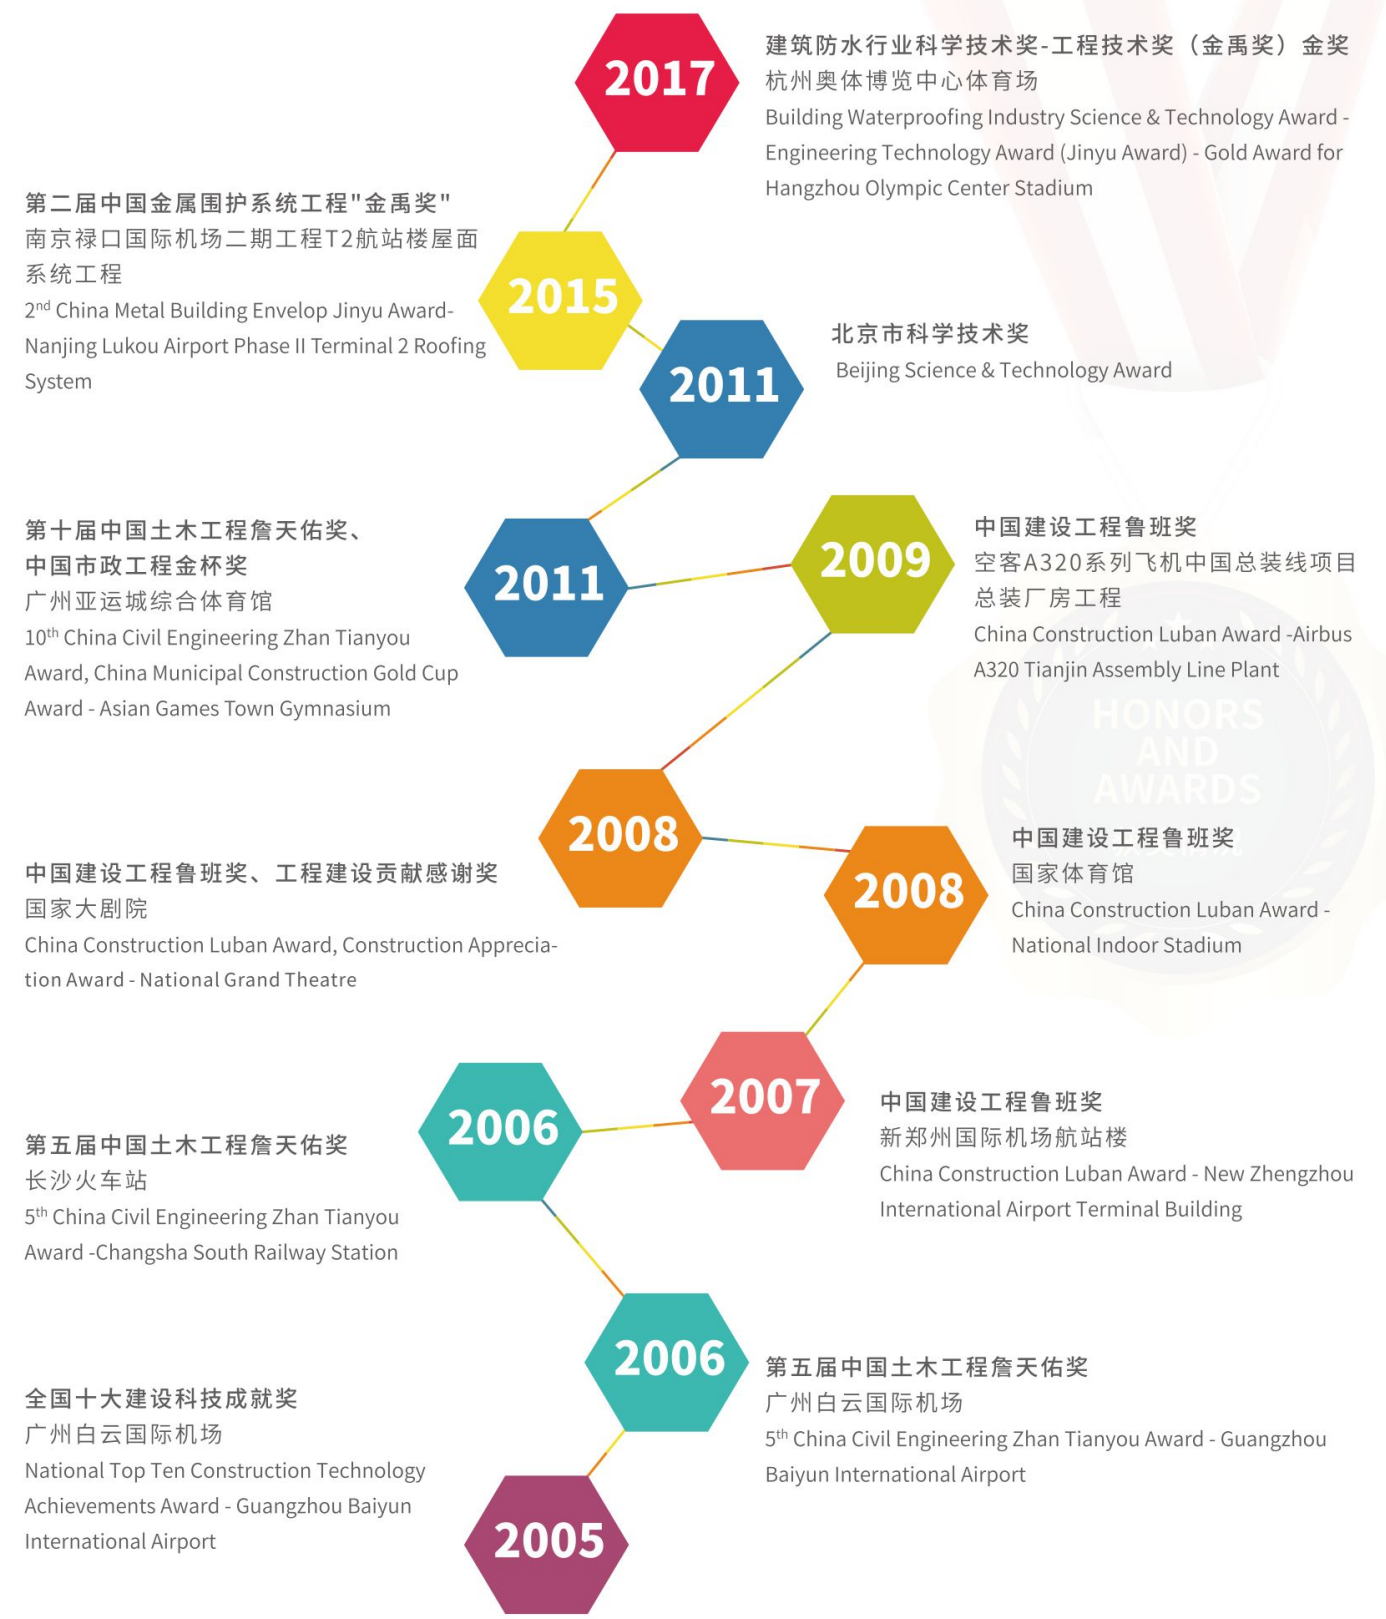 2017
建筑防水行业科学技术奖-工程技术奖（金禹奖）金奖
杭州奥体博览中心体育场
Building Waterproofing Industry Science & Technology Award -
Engineering Technology Award (Jinyu Award) - Gold Award for
Hangzhou Olympic Center Stadium
第二届中国金属围护系统工程"金禹奖"
南京禄口国际机场二期工程T2航站楼屋面
系统工程
2nd China Metal Building Envelop Jinyu Award-
Nanjing Lukou Airport Phase II Terminal 2 Roofing
System
2015
2011
北京市科学技术奖
Beijing Science & Technology Award
第十届中国土木工程詹天佑奖、
中国市政工程金杯奖
广州亚运城综合体育馆
10th China Civil Engineering Zhan Tianyou
Award, China Municipal Construction Gold Cup
Award - Asian Games Town Gymnasium
2011
2009
中国建设工程鲁班奖
空客A320系列飞机中国总装线项目
总装厂房工程
China Construction Luban Award -Airbus
A320 Tianjin Assembly Line Plant
HONORS
AND
AWARDS
2008
中国建设工程鲁班奖、工程建设贡献感谢奖
国家大剧院
China Construction Luban Award, Construction Apprecia-
tion Award - National Grand Theatre
2008
中国建设工程鲁班奖
国家体育馆
China Construction Luban Award -
National Indoor Stadium
2007
中国建设工程鲁班奖
新郑州国际机场航站楼
China Construction Luban Award - New Zhengzhou
International Airport Terminal Building
2006
第五届中国土木工程詹天佑奖
长沙火车站
5th China Civil Engineering Zhan Tianyou
Award -Changsha South Railway Station
2006
第五届中国土木工程詹天佑奖
广州白云国际机场
5th China Civil Engineering Zhan Tianyou Award - Guangzhou
Baiyun International Airport
全国十大建设科技成就奖
广州白云国际机场
National Top Ten Construction Technology
Achievements Award - Guangzhou Baiyun
International Airport
2005